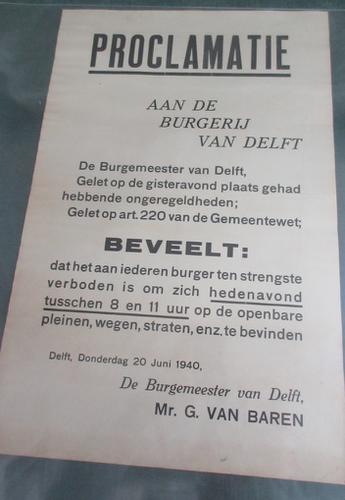 PROCLAMATIE
AAN DE
BURGERIJ
VAN DELFT
De Burgemeester van Delft,
Gelet op de gisteravond plaats gehad
hebbende ongeregeldheden;
Gelet op art. 220 van de Gemeentewet;
BEVEELT:
dat het aan iederen burger ten strengste
verboden is om zich hedenavond
tusschen 8 en 11 uur op de openbare
pleinen, wegen, straten, enz. te bevinden
Delft, Donderdag 20 Juni 1940,
De Burgemeester van Delft,
Mr. G. VAN BAREN